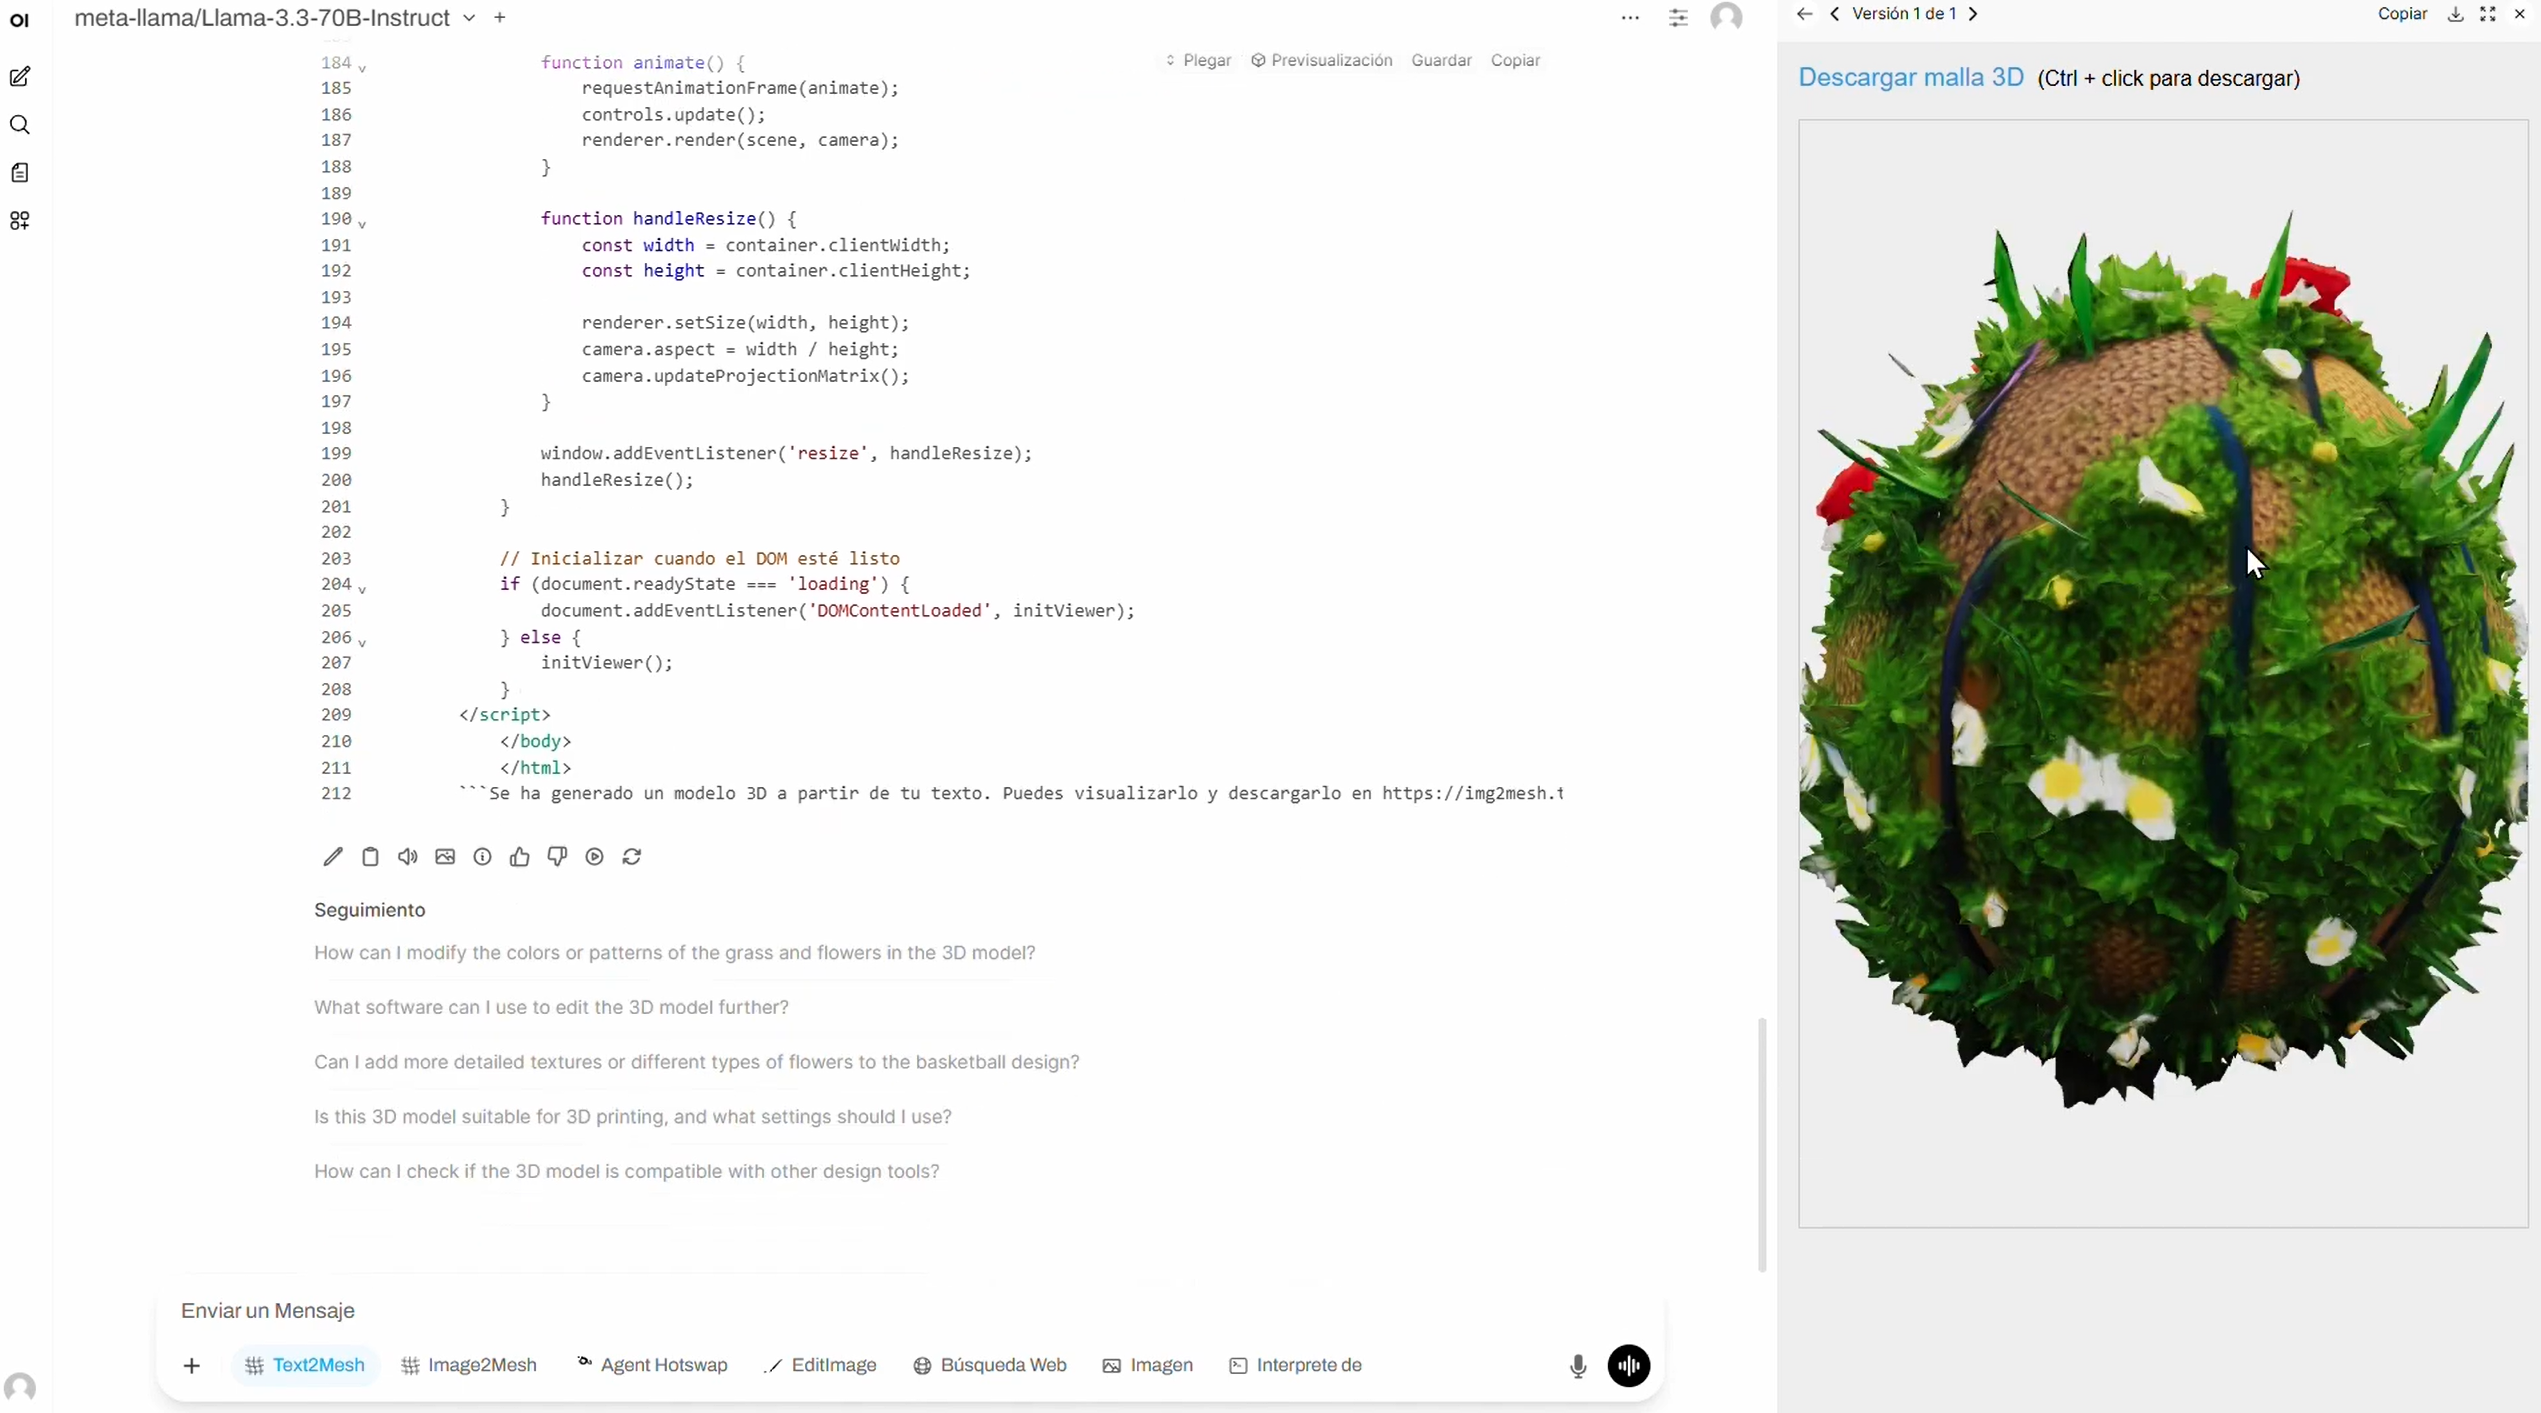 OI
meta-llama/Llama-3.3-70B-Instruct
Plegar Previsualización Guardar Copiar
184 function animate() {
185 requestAnimationFrame(animate);
186 controls.update();
187 renderer.render(scene, camera);
188 }
189
190 function handleResize() {
191 const width = container.clientWidth;
192 const height = container.clientHeight;
193
194 renderer.setSize(width, height);
195 camera.aspect = width / height;
196 camera.updateProjectionMatrix();
197 }
198
199 window.addEventListener('resize', handleResize);
200 handleResize();
201 }
202
203 // Inicializar cuando el DOM esté listo
204 if (document.readyState === 'loading') {
205 document.addEventListener('DOMContentLoaded', initViewer);
206 } else {
207 initViewer();
208 }
209 </script>
210 </body>
211 </html>
212 ```Se ha generado un modelo 3D a partir de tu texto. Puedes visualizarlo y descargarlo en https://img2mesh.t
Seguimiento
How can I modify the colors or patterns of the grass and flowers in the 3D model?
What software can I use to edit the 3D model further?
Can I add more detailed textures or different types of flowers to the basketball design?
Is this 3D model suitable for 3D printing, and what settings should I use?
How can I check if the 3D model is compatible with other design tools?
Enviar un Mensaje
Text2Mesh Image2Mesh Agent Hotswap EditImage Búsqueda Web Imagen Interprete de
Versión 1 de 1 Copiar
Descargar malla 3D (Ctrl + click para descargar)